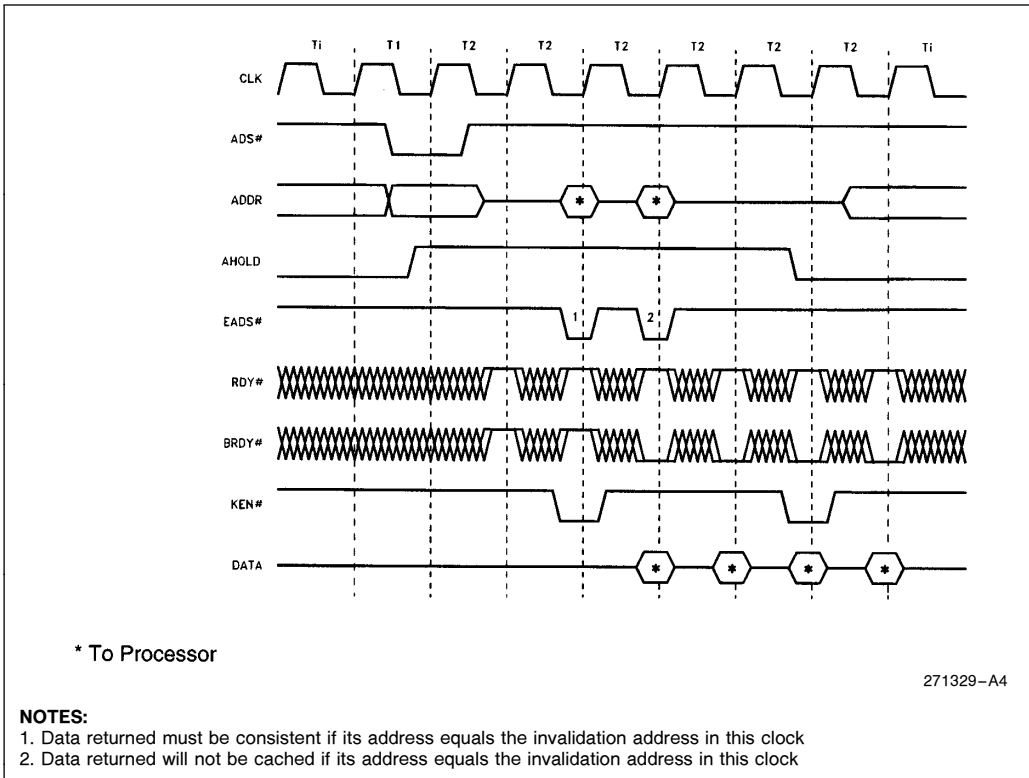 Ti T1 T2 T2 T2 T2 T2 T2 Ti
CLK
ADS#
ADDR * *
AHOLD
EADS# 1 2
RDY#
BRDY#
KEN#
DATA * * * *
* To Processor
271329–A4
NOTES:
1. Data returned must be consistent if its address equals the invalidation address in this clock
2. Data returned will not be cached if its address equals the invalidation address in this clock